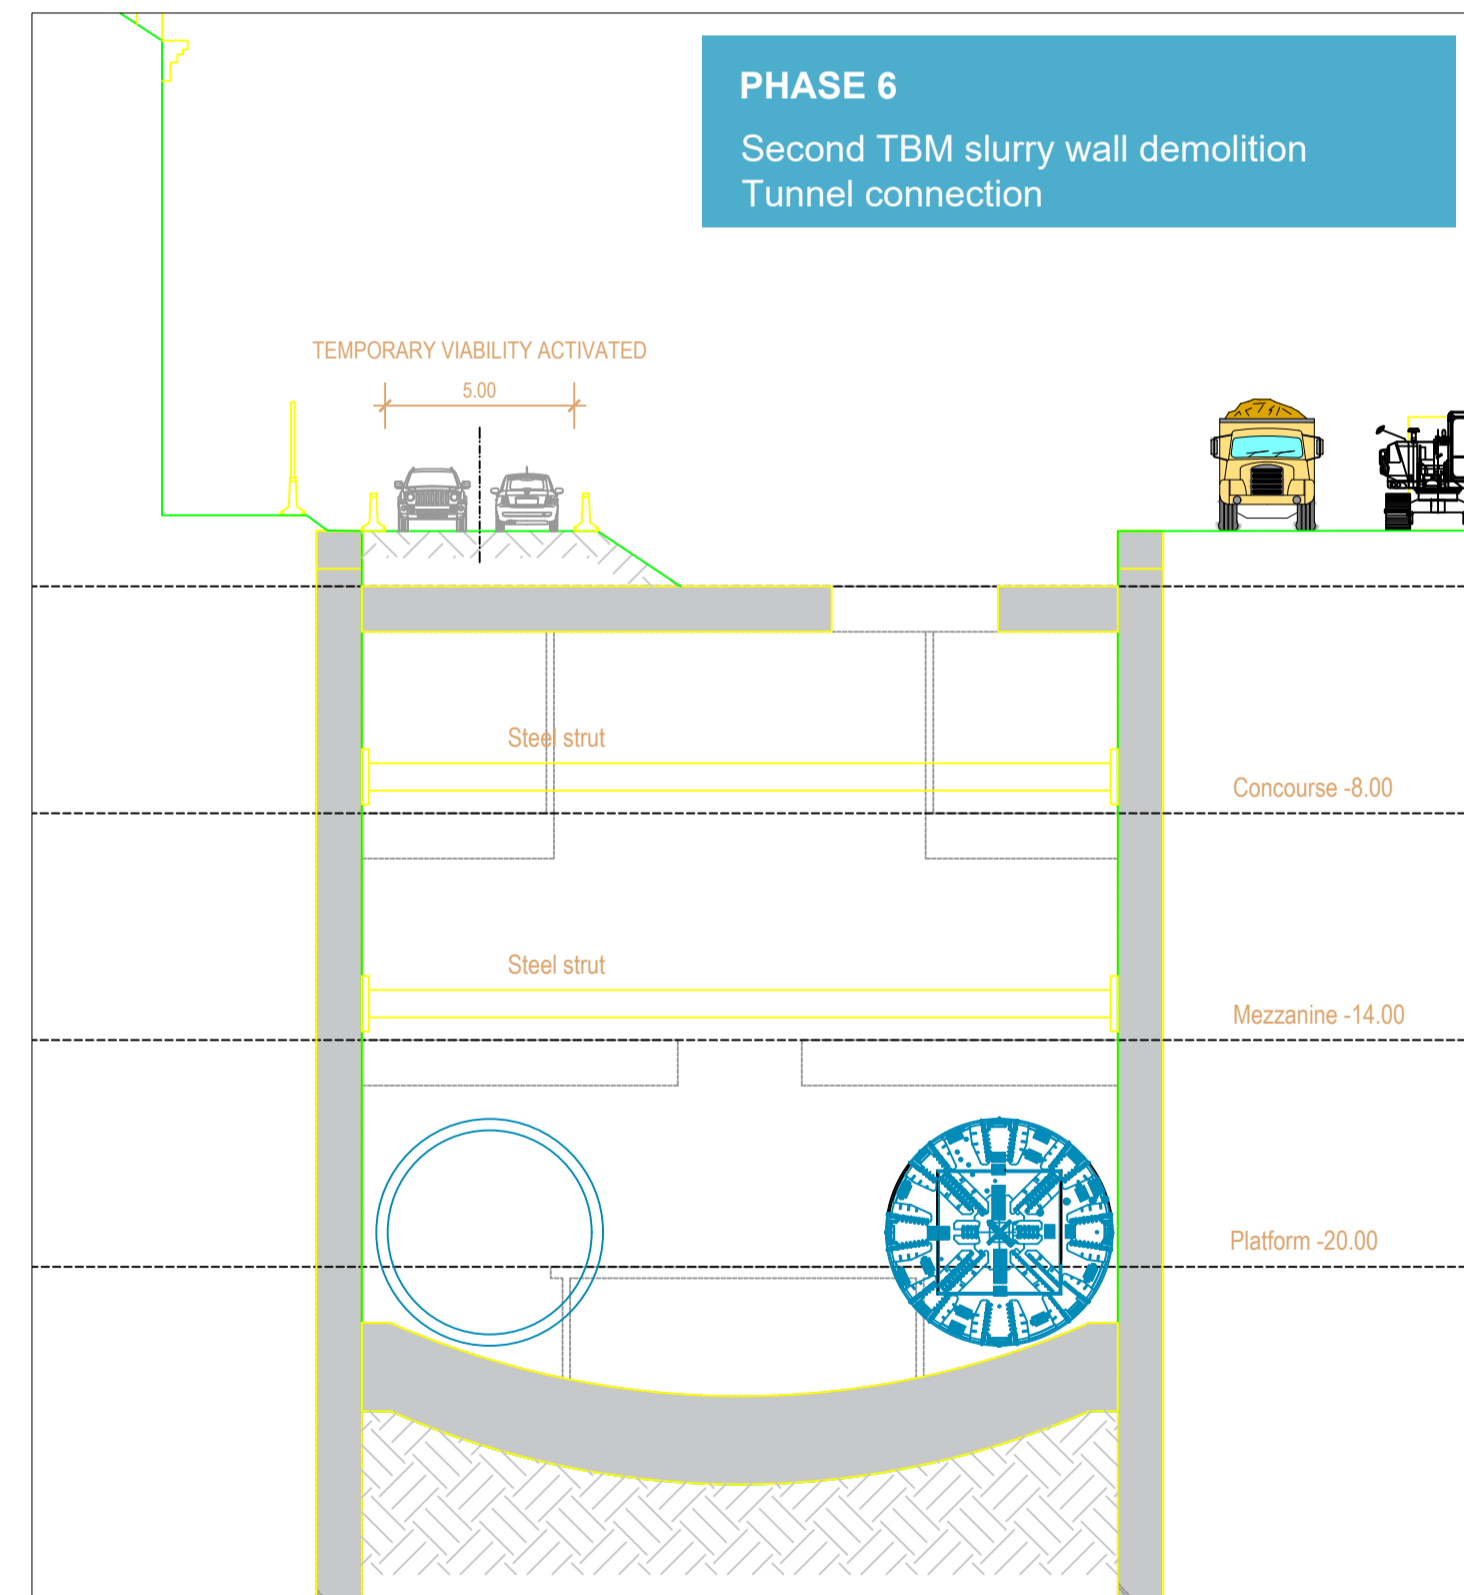 PHASE 6
Second TBM slurry wall demolition
Tunnel connection
TEMPORARY VIABILITY ACTIVATED
5.00
Steel strut
Concourse -8.00
Steel strut
Mezzanine -14.00
Platform -20.00